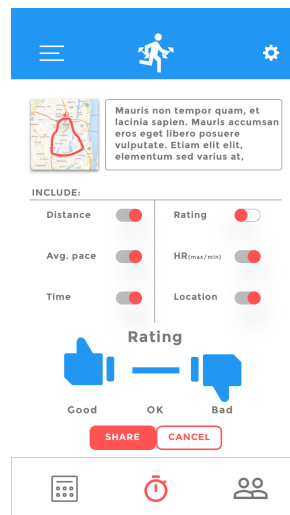 Mauris non tempor quam, et
lacinia sapien. Mauris accumsan
eros eget libero posuere
vulputate. Etiam elit elit,
elementum sed varius at,
INCLUDE:
Distance
Rating
Avg. pace
HR(max/min)
Time
Location
Rating
Good
OK
Bad
SHARE
CANCEL